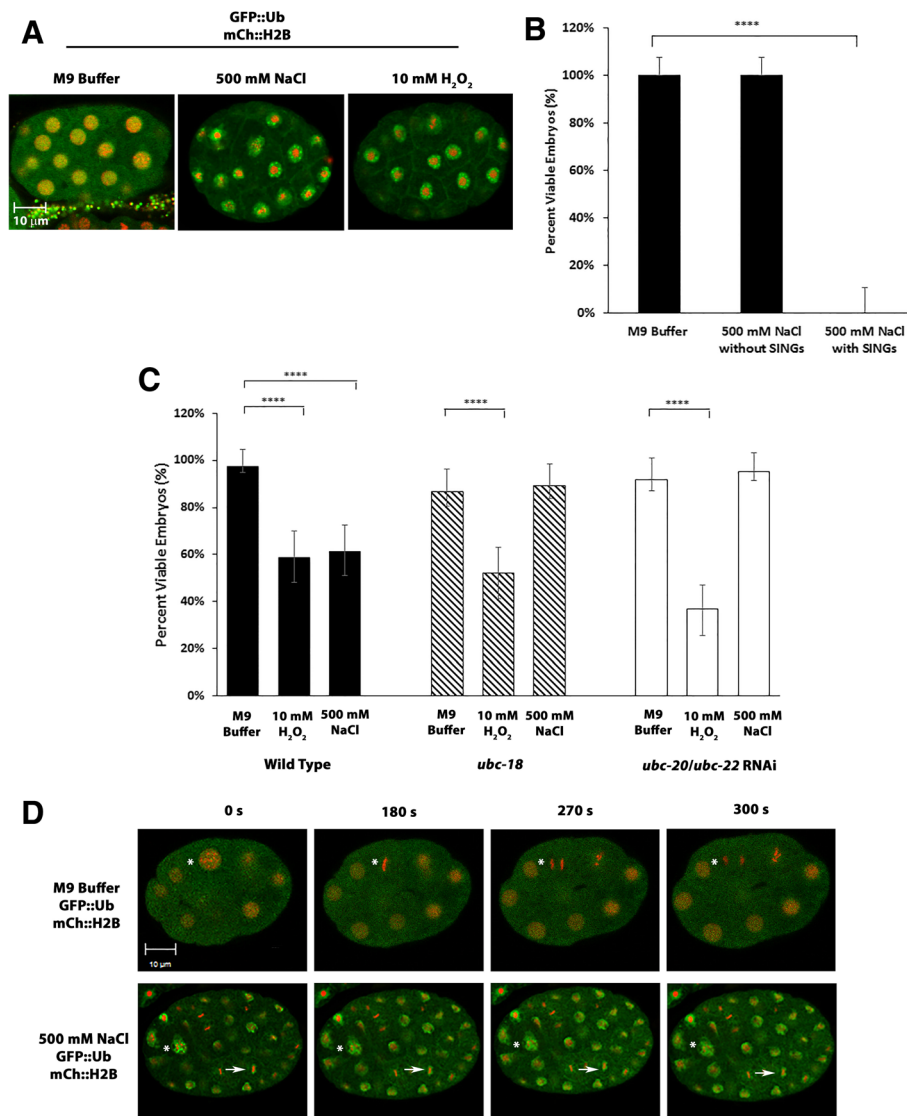 A
GFP::Ub
mCh::H2B
M9 Buffer
500 mM NaCl
10 mM H₂O₂
10 μm
B
****
Percent Viable Embryos (%)
120%
100%
80%
60%
40%
20%
0%
M9 Buffer
500 mM NaCl
without SINGs
500 mM NaCl
with SINGs
C
****
****
****
****
Percent Viable Embryos (%)
120%
100%
80%
60%
40%
20%
0%
M9
Buffer
10 mM
H₂O₂
500 mM
NaCl
M9
Buffer
10 mM
H₂O₂
500 mM
NaCl
M9
Buffer
10 mM
H₂O₂
500 mM
NaCl
Wild Type
ubc-18
ubc-20/ubc-22 RNAi
D
0 s
180 s
270 s
300 s
M9 Buffer
GFP::Ub
mCh::H2B
*
*
*
*
10 μm
500 mM NaCl
GFP::Ub
mCh::H2B
*
*
*
*